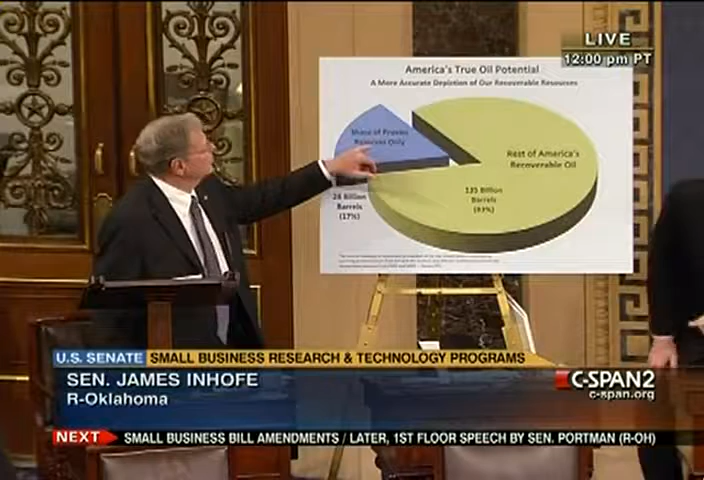 LIVE
12:00 pm PT
America's True Oil Potential
A More Accurate Depiction of Our Recoverable Resources
Share of Proven
Reserves Only
Rest of America's
Recoverable Oil
28 Billion
Barrels
(17%)
135 Billion
Barrels
(83%)
U.S. SENATE
SMALL BUSINESS RESEARCH & TECHNOLOGY PROGRAMS
SEN. JAMES INHOFE
R-Oklahoma
C-SPAN2
c-span.org
NEXT
SMALL BUSINESS BILL AMENDMENTS / LATER, 1ST FLOOR SPEECH BY SEN. PORTMAN (R-OH)